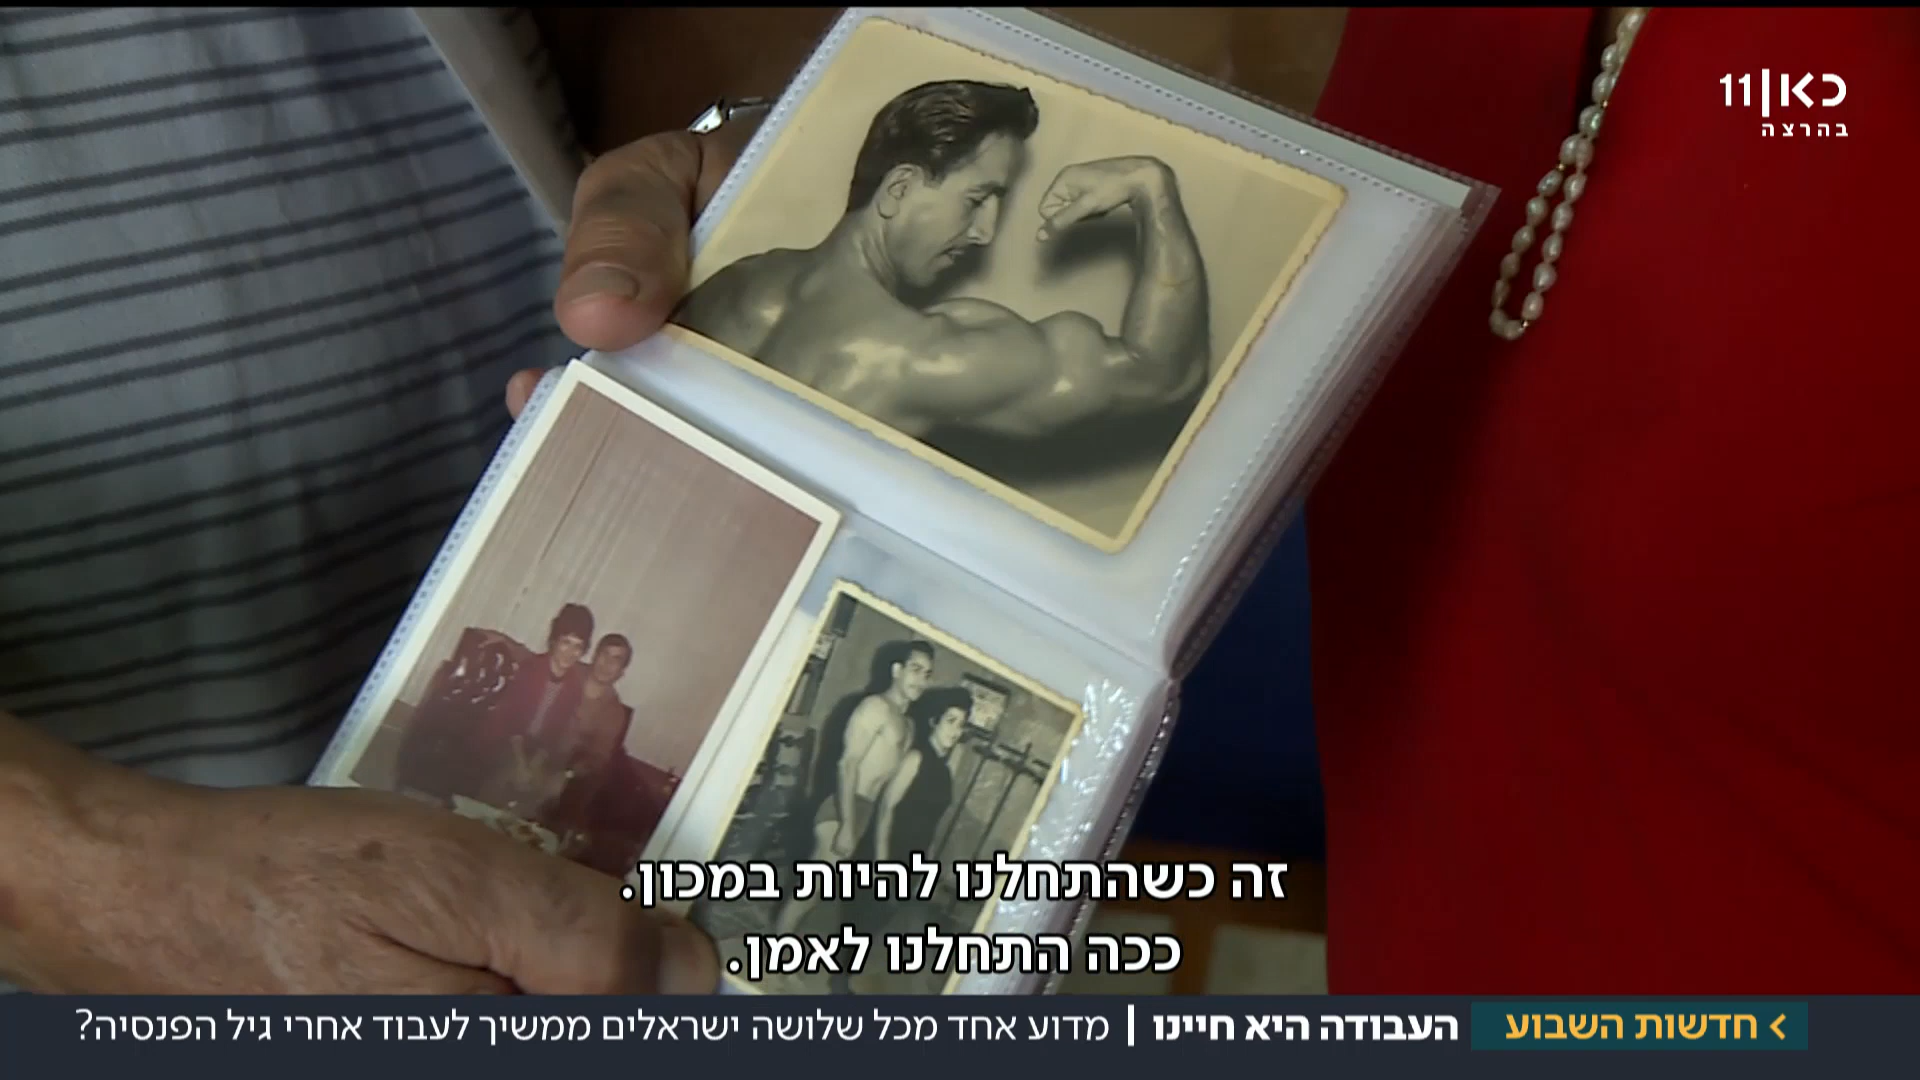 כאן 11
בהרצה
זה כשהתחלנו להיות במכון.
ככה התחלנו לאמן.
חדשות השבוע
העבודה היא חיינו | מדוע אחד מכל שלושה ישראלים ממשיך לעבוד אחרי גיל הפנסיה?